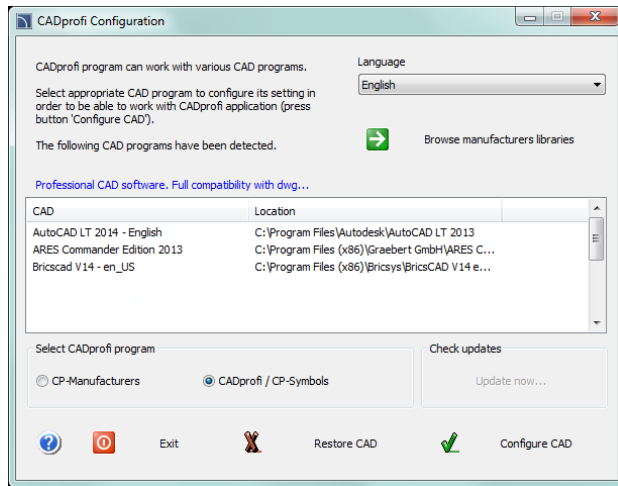 CADprofi Configuration
CADprofi program can work with various CAD programs.
Select appropriate CAD program to configure its setting in
order to be able to work with CADprofi application (press
button 'Configure CAD').
The following CAD programs have been detected.
Language
English
Browse manufacturers libraries
Professional CAD software. Full compatibility with dwg...
CAD Location
AutoCAD LT 2014 - English C:\Program Files\Autodesk\AutoCAD LT 2013
ARES Commander Edition 2013 C:\Program Files (x86)\Graebert GmbH\ARES C...
Bricscad V14 - en_US C:\Program Files (x86)\Bricsys\BricsCAD V14 e...
Select CADprofi program
CP-Manufacturers CADprofi / CP-Symbols
Check updates
Update now...
Exit Restore CAD Configure CAD